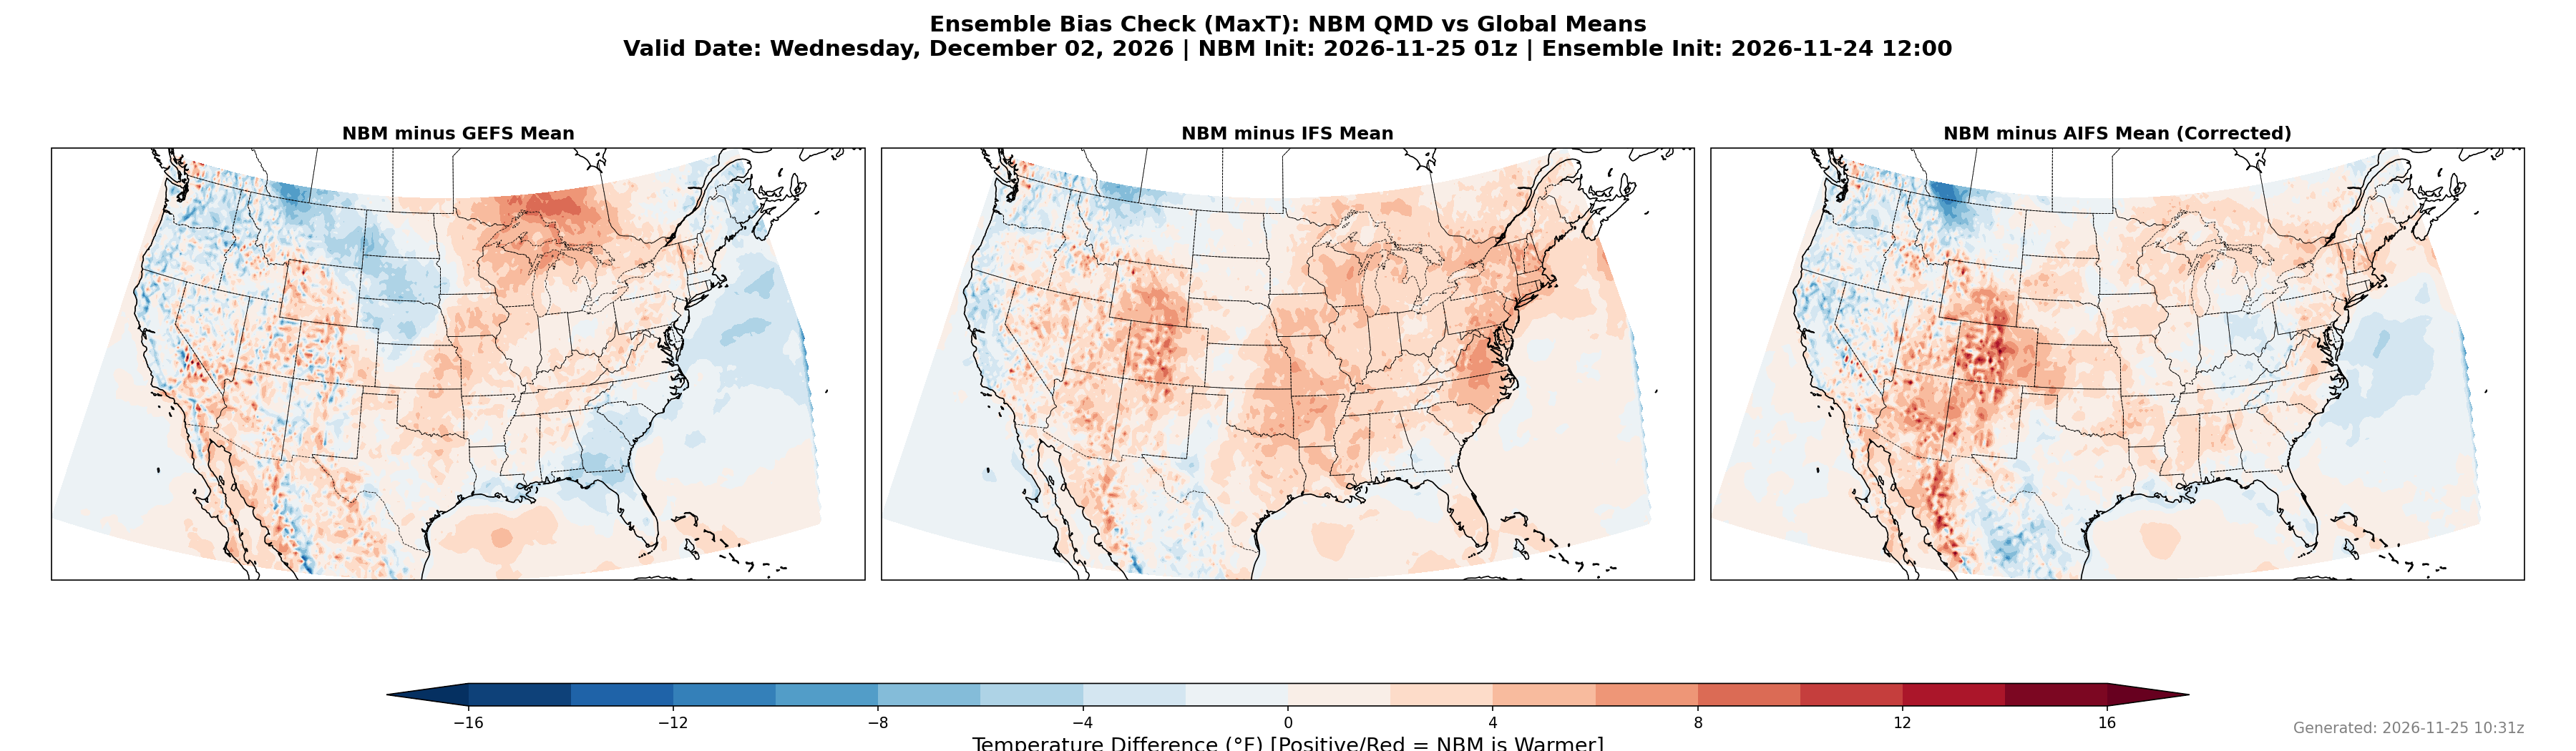 Ensemble Bias Check (MaxT): NBM QMD vs Global Means
Valid Date: Wednesday, December 02, 2026 | NBM Init: 2026-11-25 01z | Ensemble Init: 2026-11-24 12:00
NBM minus GEFS Mean
NBM minus IFS Mean
NBM minus AIFS Mean (Corrected)
−16 −12 −8 −4 0 4 8 12 16
Temperature Difference (°F) [Positive/Red = NBM is Warmer]
Generated: 2026-11-25 10:31z